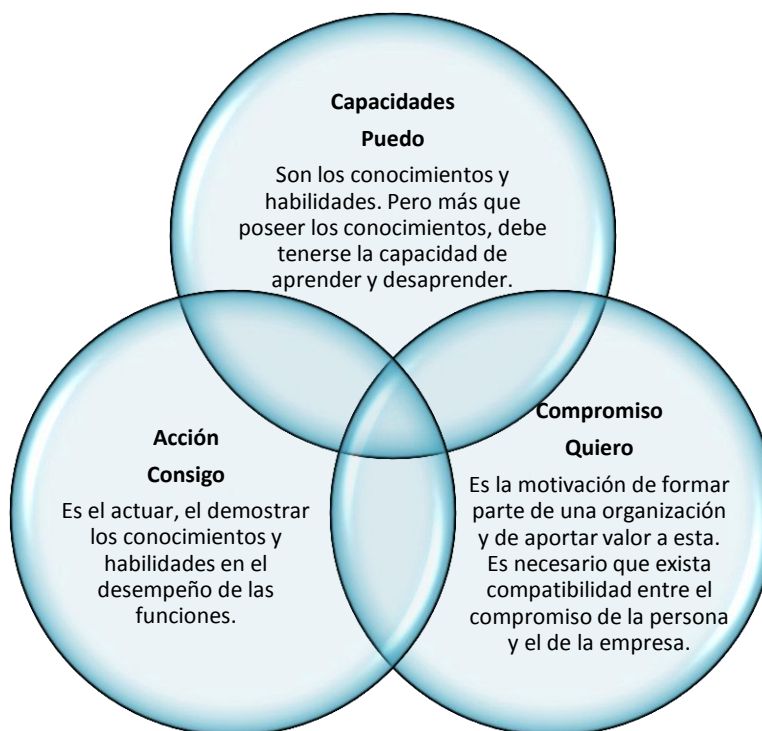 Capacidades
Puedo
Son los conocimientos y
habilidades. Pero más que
poseer los conocimientos, debe
tenerse la capacidad de
aprender y desaprender.
Acción
Consigo
Es el actuar, el demostrar
los conocimientos y
habilidades en el
desempeño de las
funciones.
Compromiso
Quiero
Es la motivación de formar
parte de una organización
y de aportar valor a esta.
Es necesario que exista
compatibilidad entre el
compromiso de la persona
y el de la empresa.